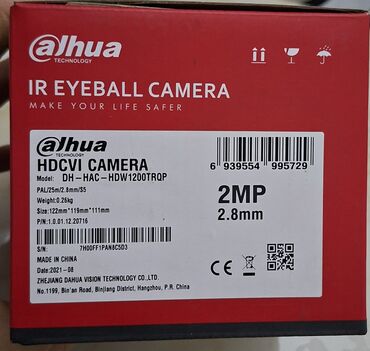 alhua
TECHNOLOGY
IR EYEBALL CAMERA
MAKE YOUR LIFE SAFER
alhua
TECHNOLOGY
HDCVI CAMERA
Model: DH-HAC-HDW1200TRQP
PAL/25m/2.8mm/S5
Weight:0.26kg
Size:122mm*119mm*111mm
P/N:1.0.01.12.20716
6 939554 995729
2MP
2.8mm
S/N:
7H00FF1PAN8C5D3
Date:
2021-08
ZHEJIANG DAHUA VISION TECHNOLOGY CO., LTD.
No.1199, Bin'an Road, Binjiang District, Hangzhou, P.R. China
CE